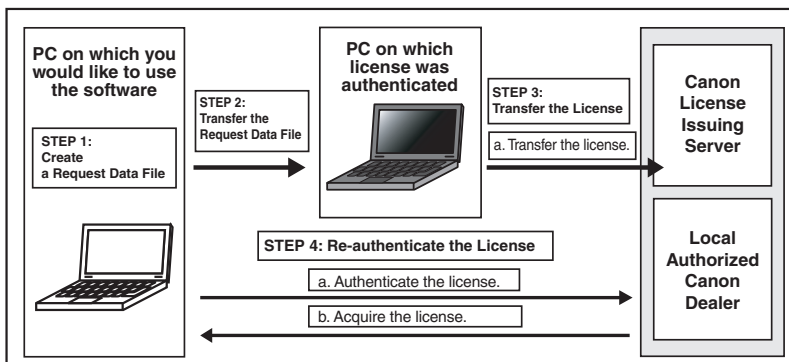 PC on which you
would like to use
the software
STEP 1:
Create
a Request Data File
STEP 2:
Transfer the
Request Data File
PC on which
license was
authenticated
STEP 3:
Transfer the License
a. Transfer the license.
Canon
License
Issuing
Server
STEP 4: Re-authenticate the License
a. Authenticate the license.
b. Acquire the license.
Local
Authorized
Canon
Dealer